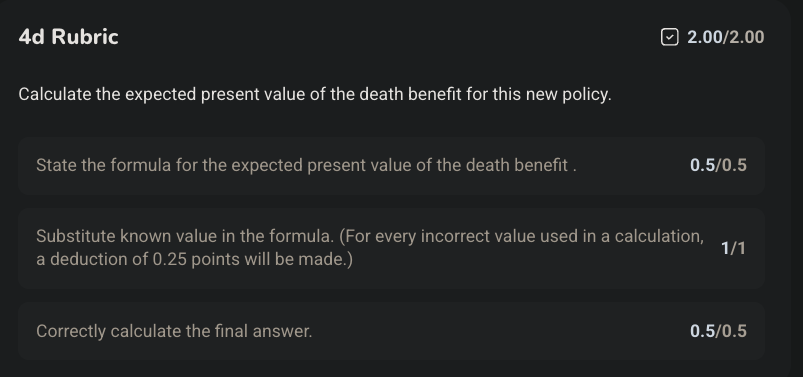 4d Rubric
2.00/2.00
Calculate the expected present value of the death benefit for this new policy.
State the formula for the expected present value of the death benefit .
0.5/0.5
Substitute known value in the formula. (For every incorrect value used in a calculation,
a deduction of 0.25 points will be made.)
1/1
Correctly calculate the final answer.
0.5/0.5